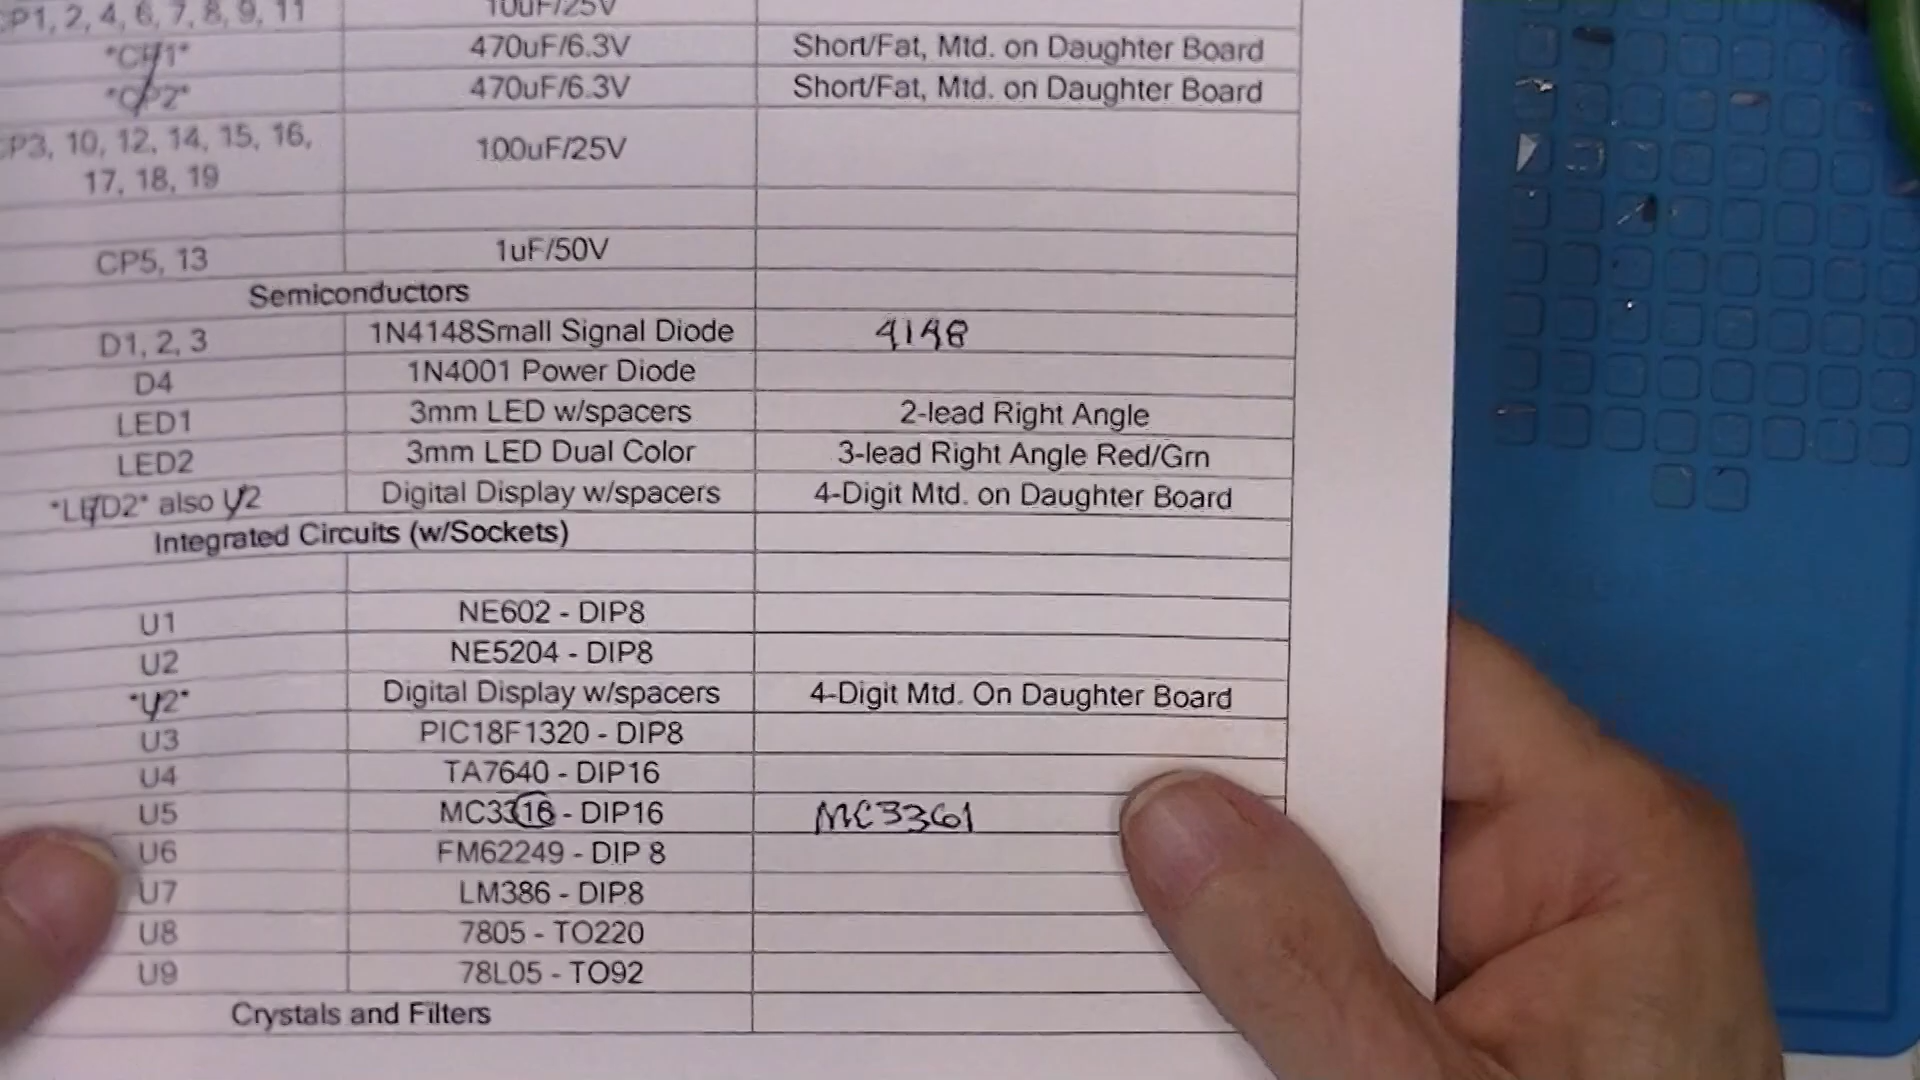 CP1, 2, 4, 6, 7, 8, 9, 11 10uF/25V
*CH1* 470uF/6.3V Short/Fat, Mtd. on Daughter Board
*CP2* 470uF/6.3V Short/Fat, Mtd. on Daughter Board
CP3, 10, 12, 14, 15, 16, 100uF/25V
17, 18, 19
CP5, 13 1uF/50V
Semiconductors
D1, 2, 3 1N4148Small Signal Diode 4148
D4 1N4001 Power Diode
LED1 3mm LED w/spacers 2-lead Right Angle
LED2 3mm LED Dual Color 3-lead Right Angle Red/Grn
*LED2* also U2 Digital Display w/spacers 4-Digit Mtd. on Daughter Board
Integrated Circuits (w/Sockets)
U1 NE602 - DIP8
U2 NE5204 - DIP8
*U2* Digital Display w/spacers 4-Digit Mtd. On Daughter Board
U3 PIC18F1320 - DIP8
U4 TA7640 - DIP16
U5 MC3316 - DIP16 MC3361
U6 FM62249 - DIP 8
U7 LM386 - DIP8
U8 7805 - TO220
U9 78L05 - TO92
Crystals and Filters